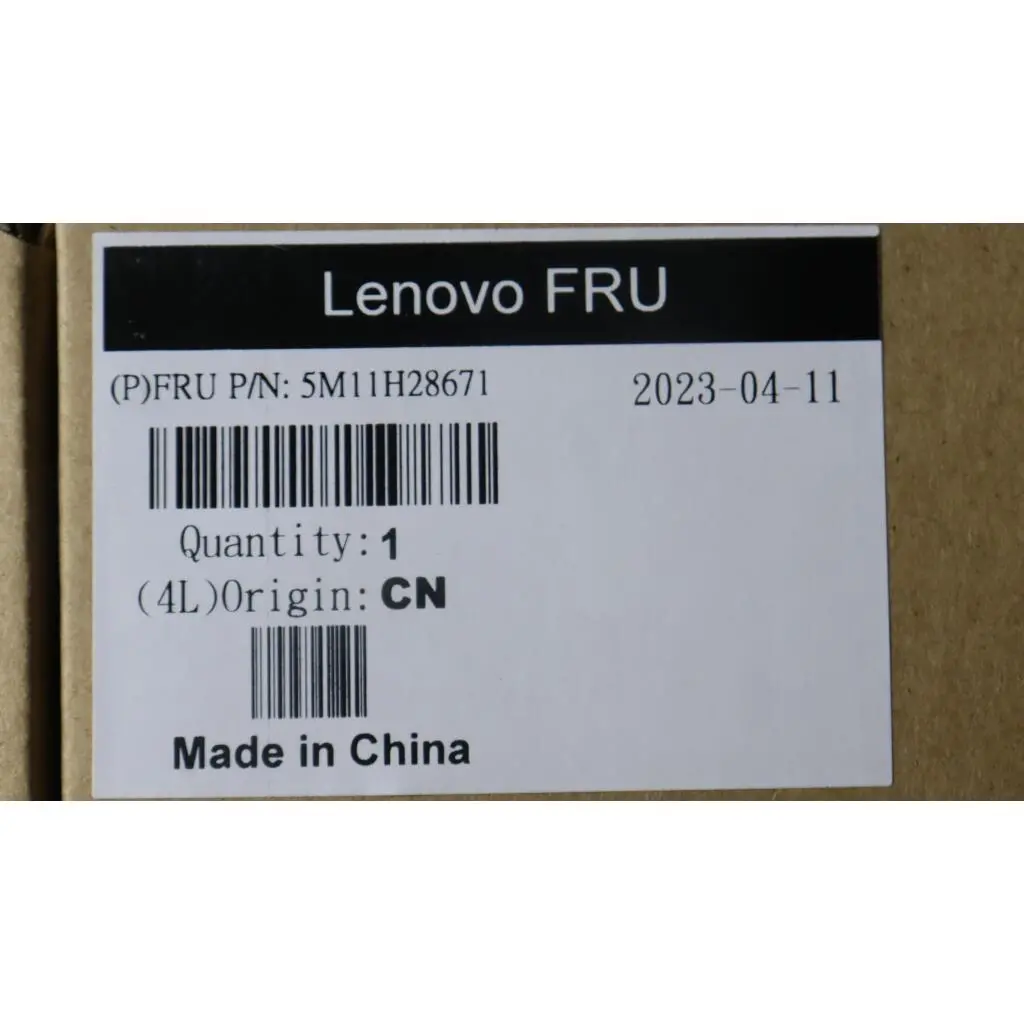 Lenovo FRU
(P)FRU P/N: 5M11H28671
2023-04-11
Quantity: 1
(4L)Origin: CN
Made in China